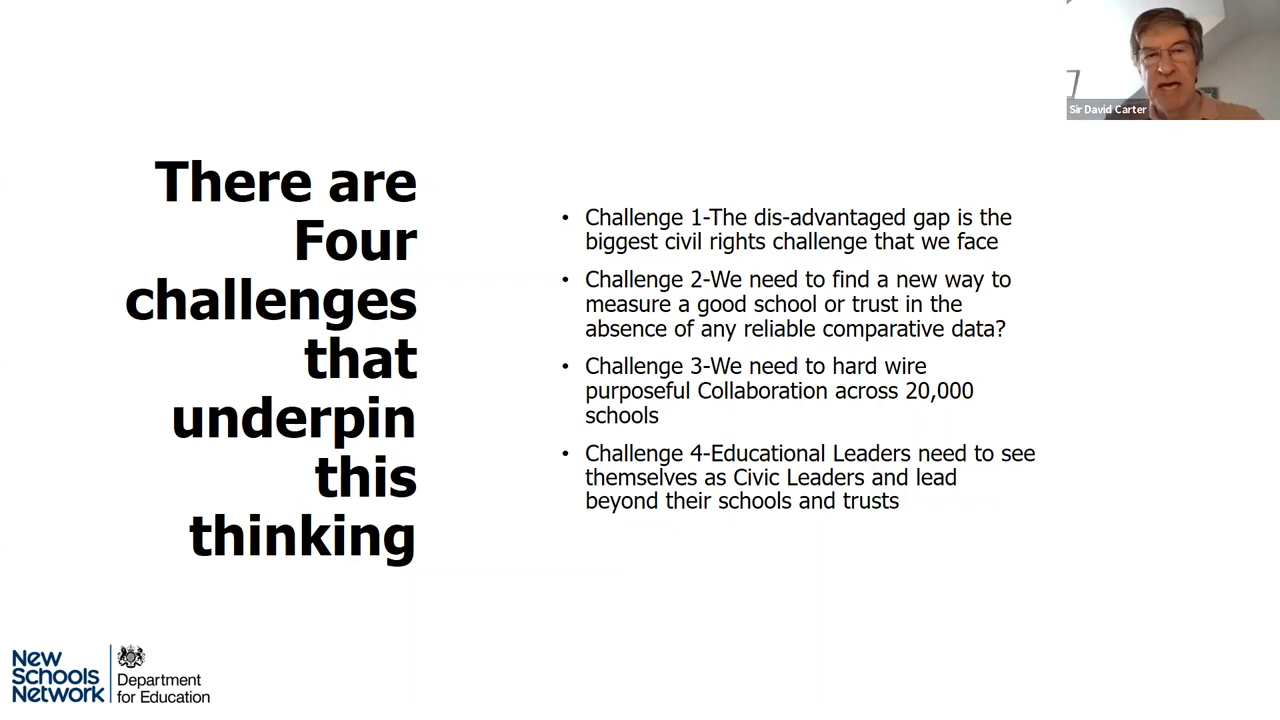 Sir David Carter
There are
Four
challenges
that
underpin
this
thinking
• Challenge 1-The dis-advantaged gap is the
biggest civil rights challenge that we face
• Challenge 2-We need to find a new way to
measure a good school or trust in the
absence of any reliable comparative data?
• Challenge 3-We need to hard wire
purposeful Collaboration across 20,000
schools
• Challenge 4-Educational Leaders need to see
themselves as Civic Leaders and lead
beyond their schools and trusts
New
Schools
Network
Department
for Education